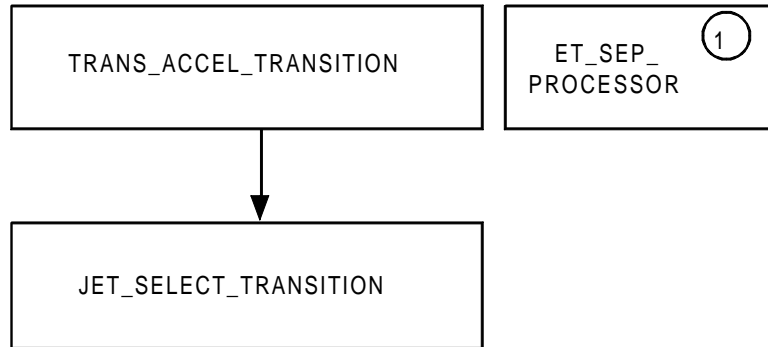 TRANS_ACCEL_TRANSITION
ET_SEP_
PROCESSOR
1
JET_SELECT_TRANSITION